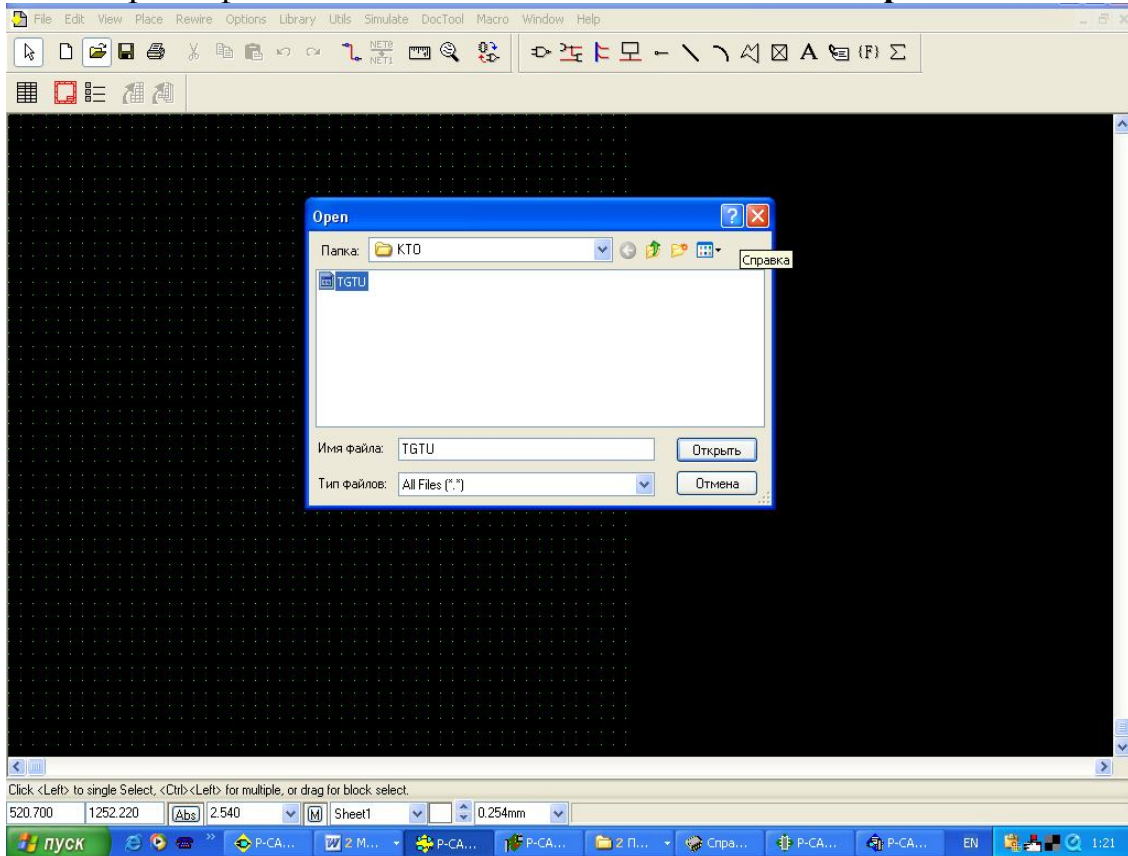 File Edit View Place Rewire Options Library Utils Simulate DocTool Macro Window Help
NET0
NET1
A {F} Σ
Open
Папка: КТО
Справка
TGTU
Имя файла: TGTU Открыть
Тип файлов: All Files (*.*) Отмена
Click <Left> to single Select, <Ctrl><Left> for multiple, or drag for block select.
520.700 1252.220 Abs 2.540 M Sheet1 0.254mm
пуск P-CA... 2 M... P-CA... P-CA... 2 П... Спра... P-CA... P-CA... EN 1:21